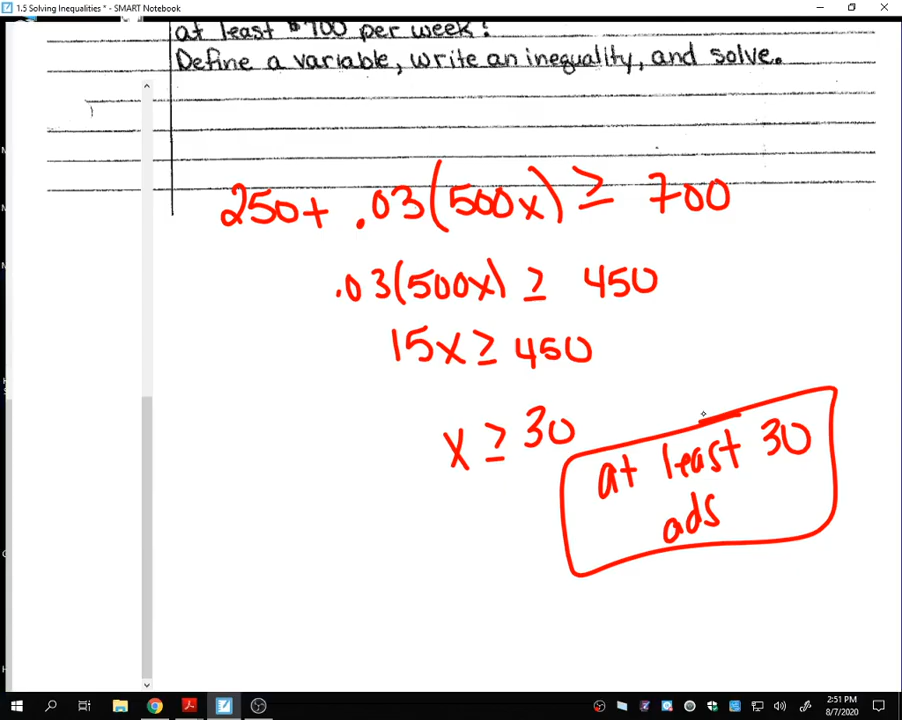 1.5 Solving Inequalities * - SMART Notebook
at least $700 per week?
Define a variable, write an inequality, and solve.
250 + .03(500x) ≥ 700
.03(500x) ≥ 450
15x ≥ 450
x ≥ 30
at least 30
ads
2:51 PM
8/7/2020